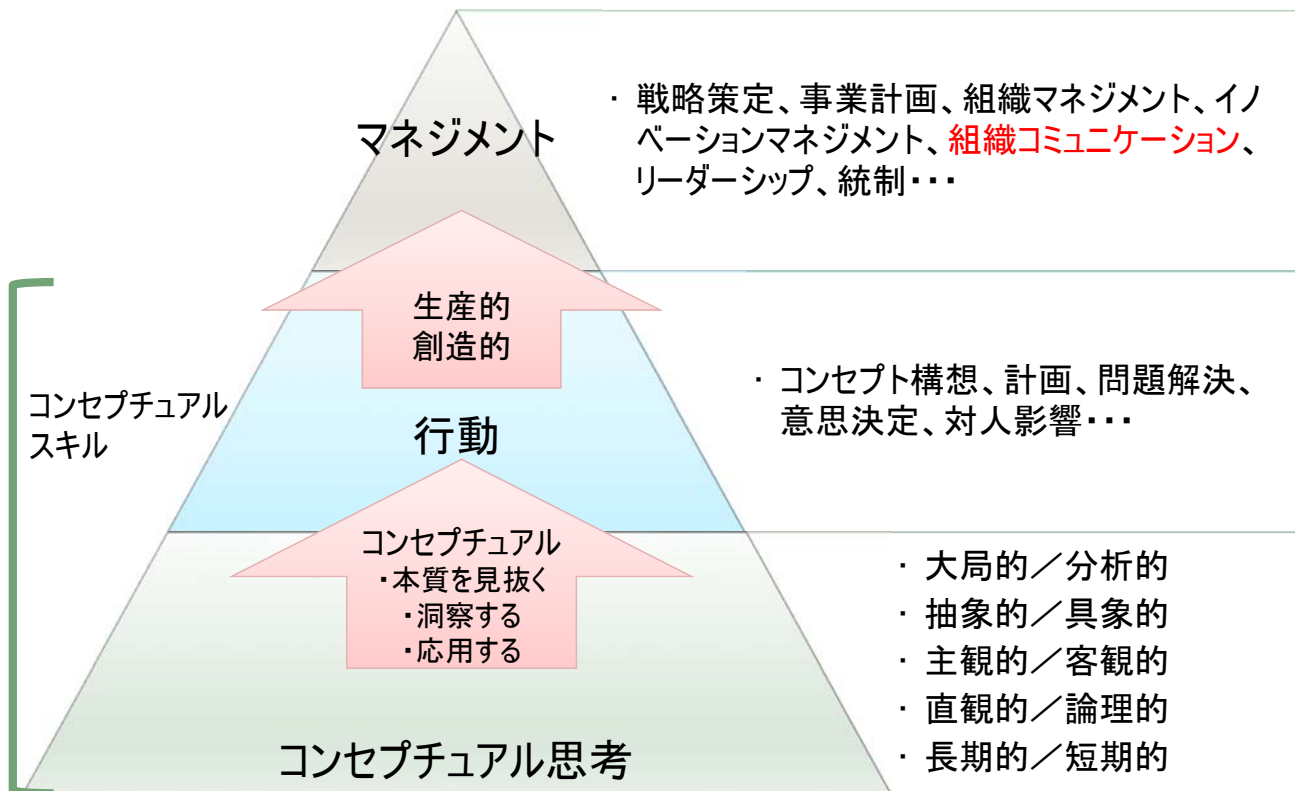 マネジメント
・ 戦略策定、事業計画、組織マネジメント、イノ
ベーションマネジメント、組織コミュニケーション、
リーダーシップ、統制・・・
生産的
創造的
コンセプチュアル
スキル
行動
・ コンセプト構想、計画、問題解決、
意思決定、対人影響・・・
コンセプチュアル
・本質を見抜く
・洞察する
・応用する
・ 大局的／分析的
・ 抽象的／具象的
・ 主観的／客観的
・ 直観的／論理的
・ 長期的／短期的
コンセプチュアル思考